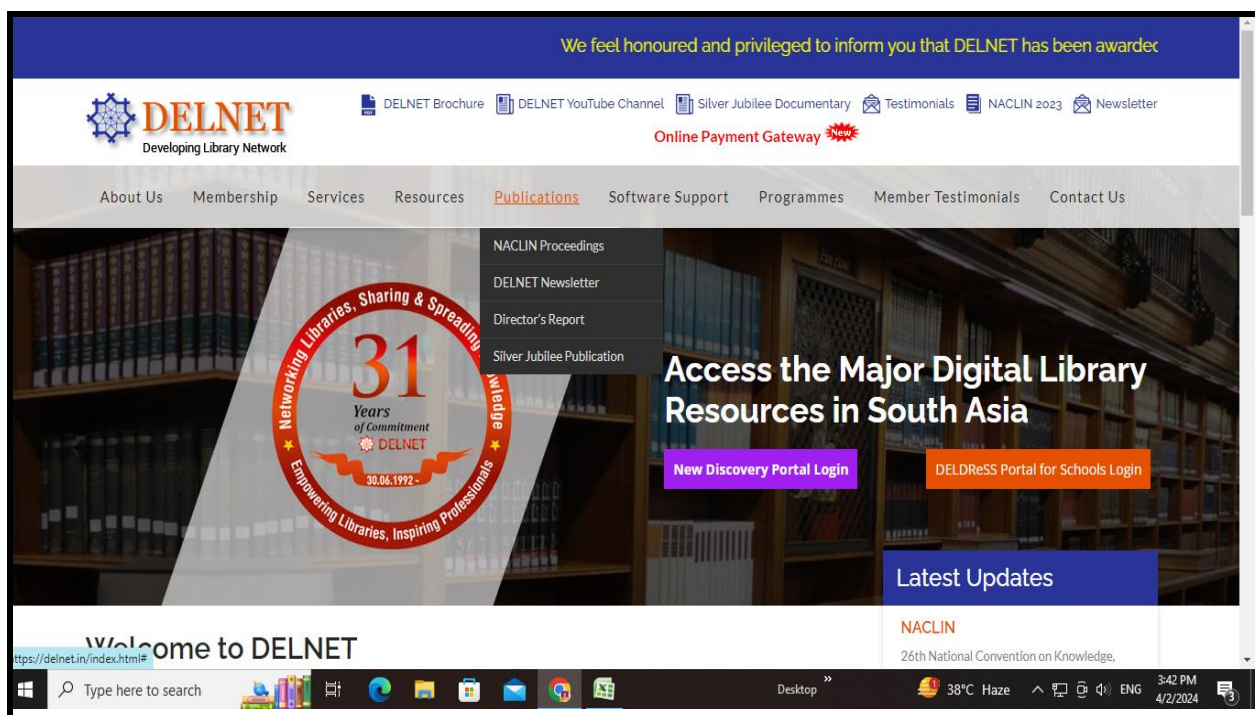 We feel honoured and privileged to inform you that DELNET has been awarded
DELNET
Developing Library Network
DELNET Brochure DELNET YouTube Channel Silver Jubilee Documentary Testimonials NACLIN 2023 Newsletter
Online Payment Gateway New
About Us Membership Services Resources Publications Software Support Programmes Member Testimonials Contact Us
NACLIN Proceedings
DELNET Newsletter
Director's Report
Silver Jubilee Publication
Networking Libraries, Sharing & Spreading
31
Years
of Commitment
DELNET
30.06.1992 -
Empowering Libraries, Inspiring Professionals
Access the Major Digital Library
Resources in South Asia
New Discovery Portal Login
DELDReSS Portal for Schools Login
Latest Updates
NACLIN
26th National Convention on Knowledge,
Welcome to DELNET
ttps://delnet.in/index.html#
Type here to search
Desktop
38°C Haze
ENG
3:42 PM
4/2/2024
3